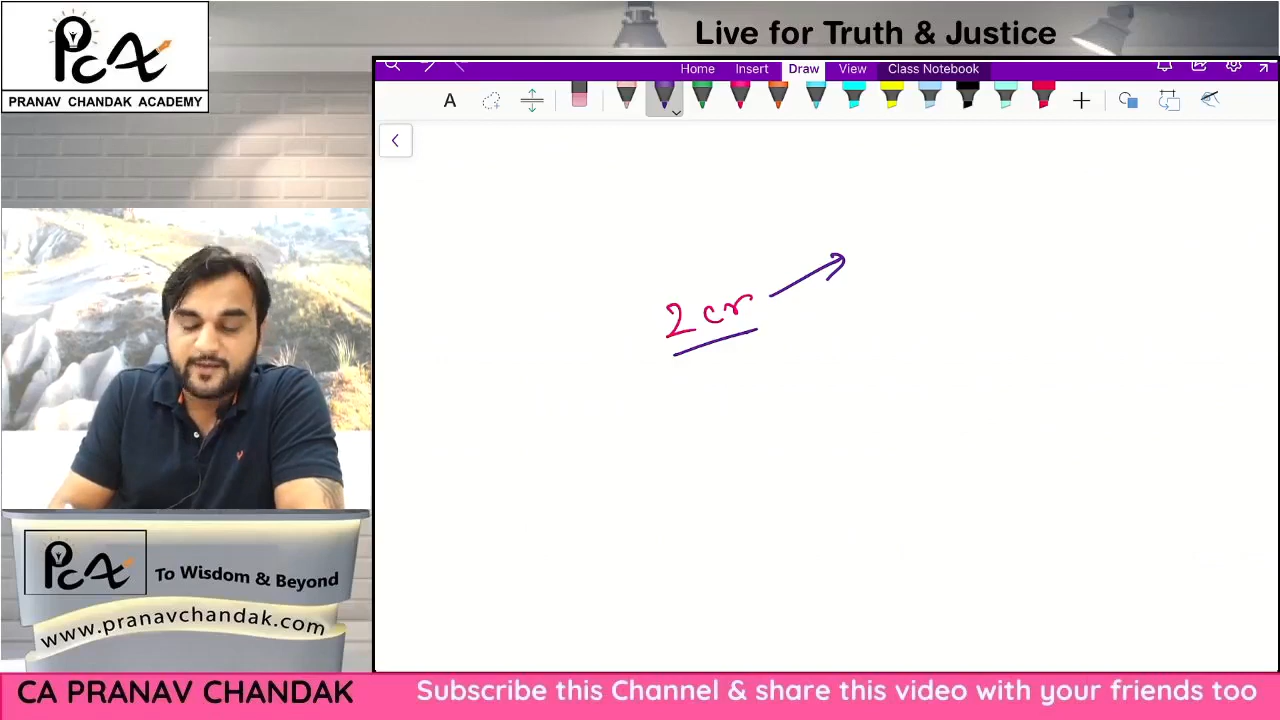 PCA
PRANAV CHANDAK ACADEMY
Live for Truth & Justice
Home Insert Draw View Class Notebook
A
2 cr
PCA
To Wisdom & Beyond
www.pranavchandak.com
CA PRANAV CHANDAK
Subscribe this Channel & share this video with your friends too